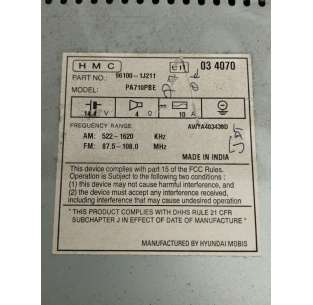 HMC e11 03 4070
PART NO.: 96100-1J211
MODEL: PA710PBE
14.4 V 4 Ω 10 A
FREQUENCY RANGE
AM: 522-1620 KHz
FM: 87.5-108.0 MHz
MADE IN INDIA
This device complies with part 15 of the FCC Rules.
Operation is Subject to the following two conditions :
(1) this device may not cause harmful interference, and
(2) the device must accept any interference received,
including interference that may cause undesired operation
" THIS PRODUCT COMPLIES WITH DHHS RULE 21 CFR
SUBCHAPTER J IN EFFECT OF DATE OF MANUFACTURE "
MANUFACTURED BY HYUNDAI MOBIS